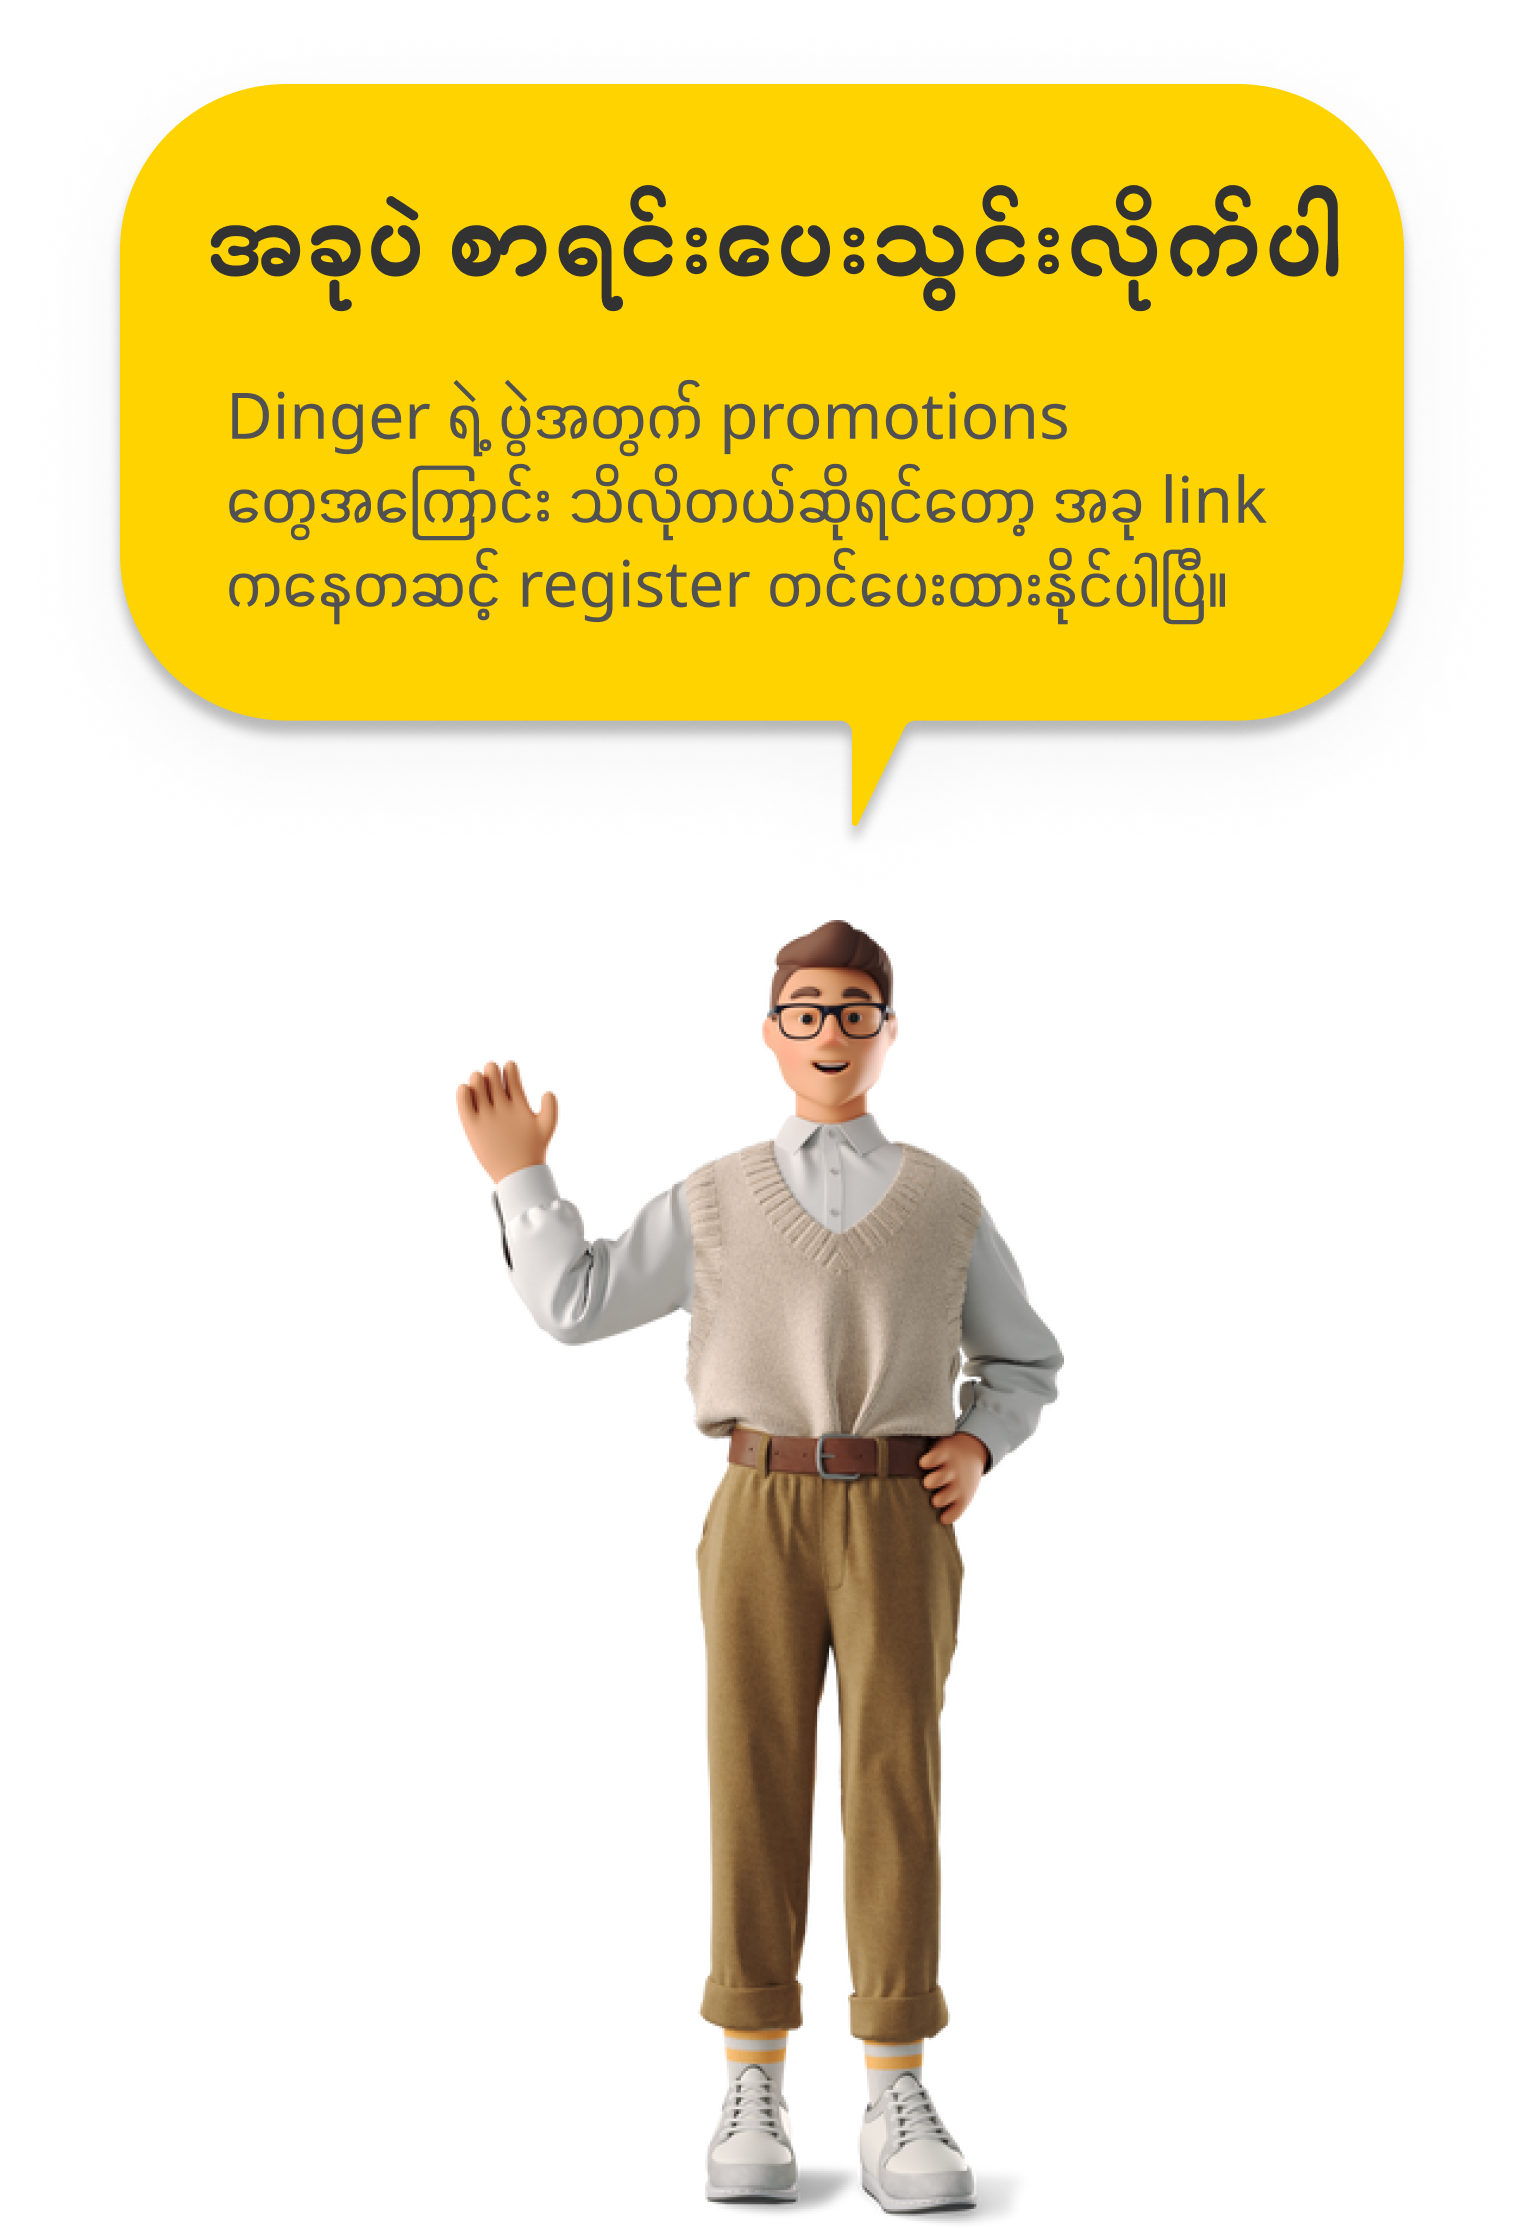 အခုပဲ စာရင်းပေးသွင်းလိုက်ပါ
Dinger ရဲ့ပွဲအတွက် promotions
တွေအကြောင်း သိလိုတယ်ဆိုရင်တော့ အခု link
ကနေတဆင့် register တင်ပေးထားနိုင်ပါပြီ။